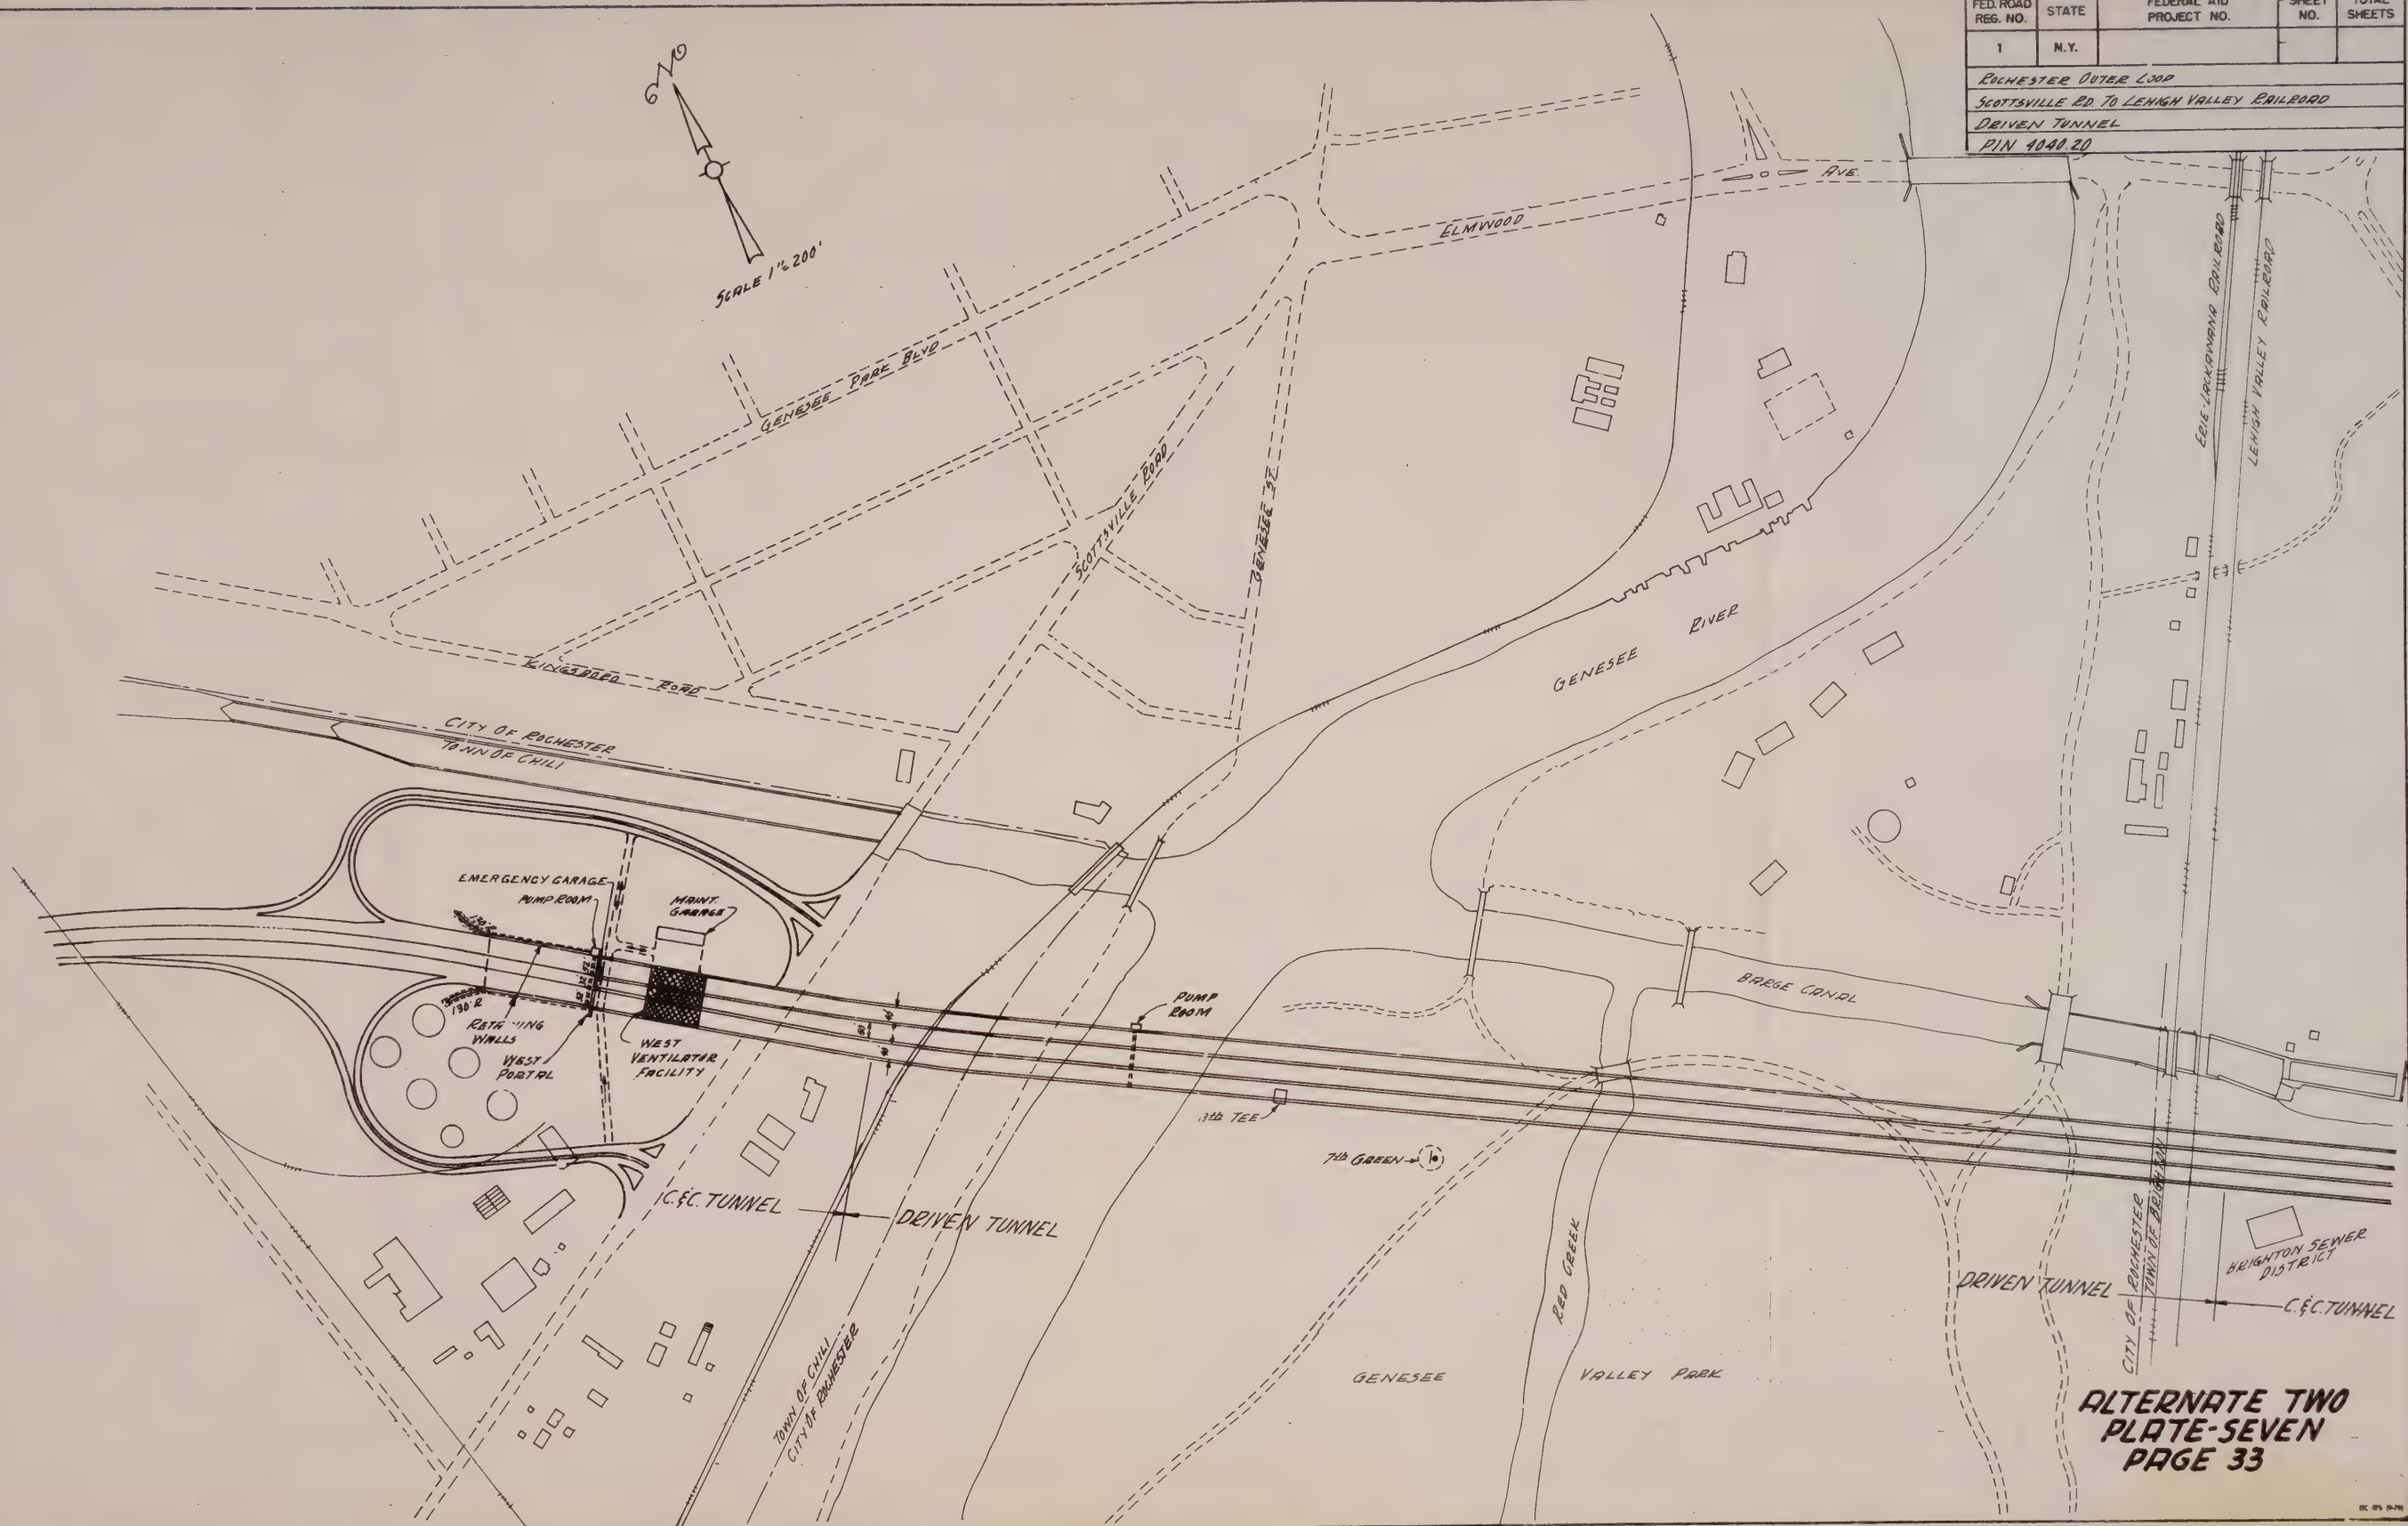 FED. ROAD REG. NO.
STATE
FEDERAL AID PROJECT NO.
SHEET NO.
TOTAL SHEETS
1
N.Y.
ROCHESTER OUTER LOOP
SCOTTSVILLE RD. TO LEHIGH VALLEY RAILROAD
DRIVEN TUNNEL
PIN 4040.20
SCALE 1"=200'
AVE.
ELMWOOD
ERIE-LACKAWANA RAILROAD
LEHIGH VALLEY RAILROAD
GENESEE PARK BLVD
SCOTTSVILLE ROAD
GENESEE ST.
GENESEE RIVER
KINGSBORO ROAD
CITY OF ROCHESTER
TOWN OF CHILI
EMERGENCY GARAGE
PUMP ROOM
MAINT.
GARAGE
130' R
RETAINING
WALLS
WEST
PORTAL
WEST
VENTILATOR
FACILITY
PUMP
ROOM
BARGE CANAL
TEE
7th GREEN
C.&C. TUNNEL
DRIVEN TUNNEL
RED CREEK
TOWN OF CHILI
CITY OF ROCHESTER
GENESEE VALLEY PARK
CITY OF ROCHESTER
TOWN OF BRIGHTON
BRIGHTON SEWER
DISTRICT
DRIVEN TUNNEL
C.&C. TUNNEL
ALTERNATE TWO
PLATE-SEVEN
PAGE 33